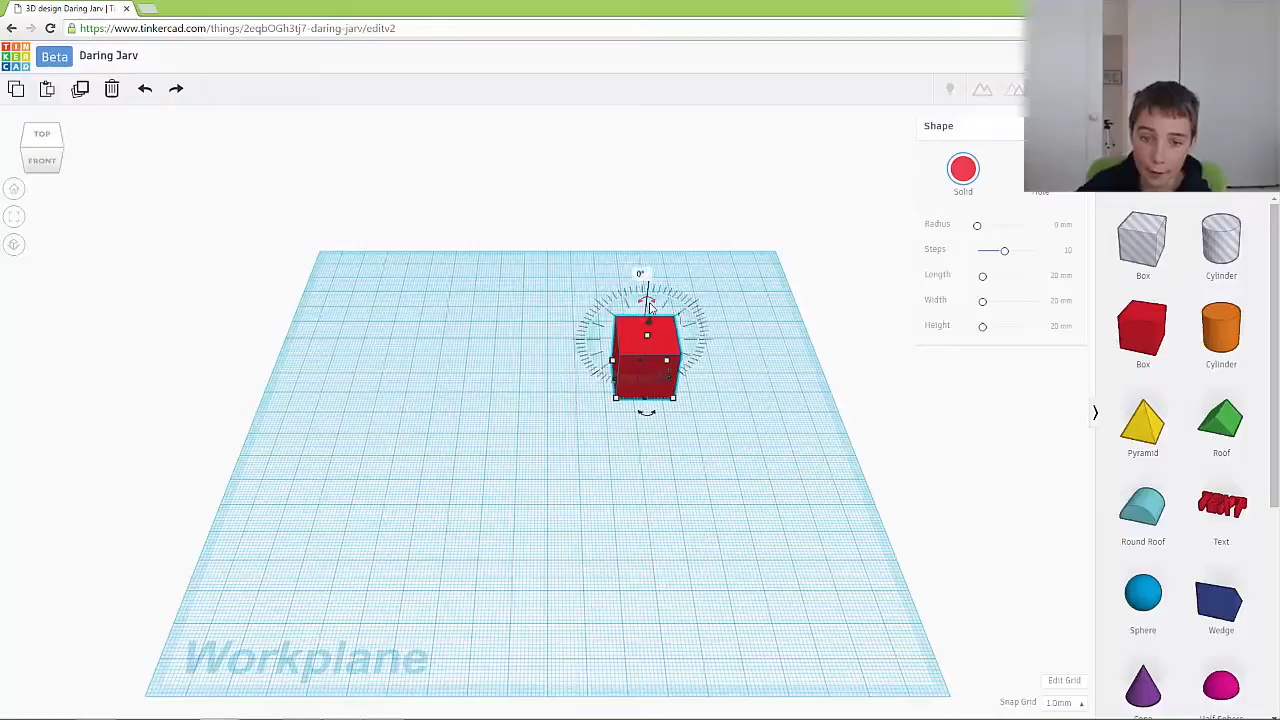 3D design Daring Jarv | Ti
https://www.tinkercad.com/things/2eqbOGh3tj7-daring-jarv/editv2
TIN
KER
CAD
Beta
Daring Jarv
TOP
FRONT
Shape
Solid
Radius 0 mm
Steps 10
Length 20 mm
Width 20 mm
Height 20 mm
0°
Box
Cylinder
Box
Cylinder
Pyramid
Roof
Round Roof
TEXT
Text
Sphere
Wedge
Workplane
Edit Grid
Snap Grid 1.0mm